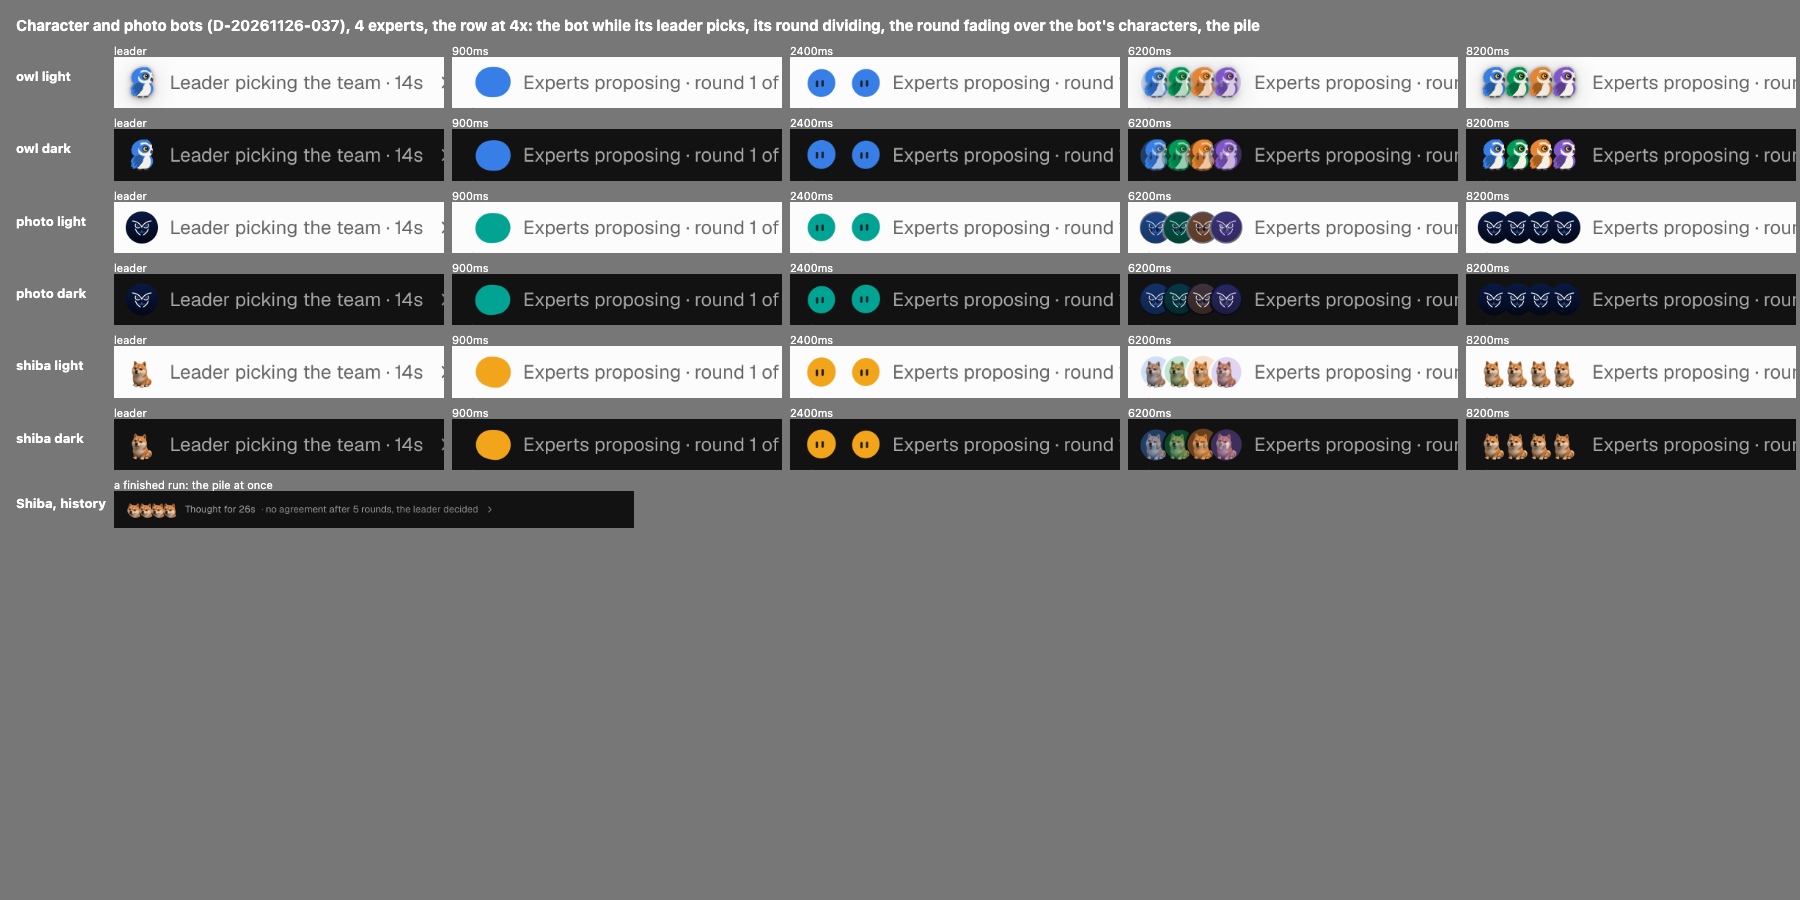 Character and photo bots (D-20261126-037), 4 experts, the row at 4x: the bot while its leader picks, its round dividing, the round fading over the bot's characters, the pile
leader 900ms 2400ms 6200ms 8200ms
owl light Leader picking the team · 14s Experts proposing · round 1 of Experts proposing · round Experts proposing · rour Experts proposing · rour
leader 900ms 2400ms 6200ms 8200ms
owl dark Leader picking the team · 14s Experts proposing · round 1 of Experts proposing · round Experts proposing · rour Experts proposing · rour
leader 900ms 2400ms 6200ms 8200ms
photo light Leader picking the team · 14s Experts proposing · round 1 of Experts proposing · round Experts proposing · rour Experts proposing · rour
leader 900ms 2400ms 6200ms 8200ms
photo dark Leader picking the team · 14s Experts proposing · round 1 of Experts proposing · round Experts proposing · rour Experts proposing · rour
leader 900ms 2400ms 6200ms 8200ms
shiba light Leader picking the team · 14s Experts proposing · round 1 of Experts proposing · round Experts proposing · rour Experts proposing · rour
leader 900ms 2400ms 6200ms 8200ms
shiba dark Leader picking the team · 14s Experts proposing · round 1 of Experts proposing · round Experts proposing · rour Experts proposing · rour
a finished run: the pile at once
Shiba, history Thought for 26s · no agreement after 5 rounds, the leader decided >